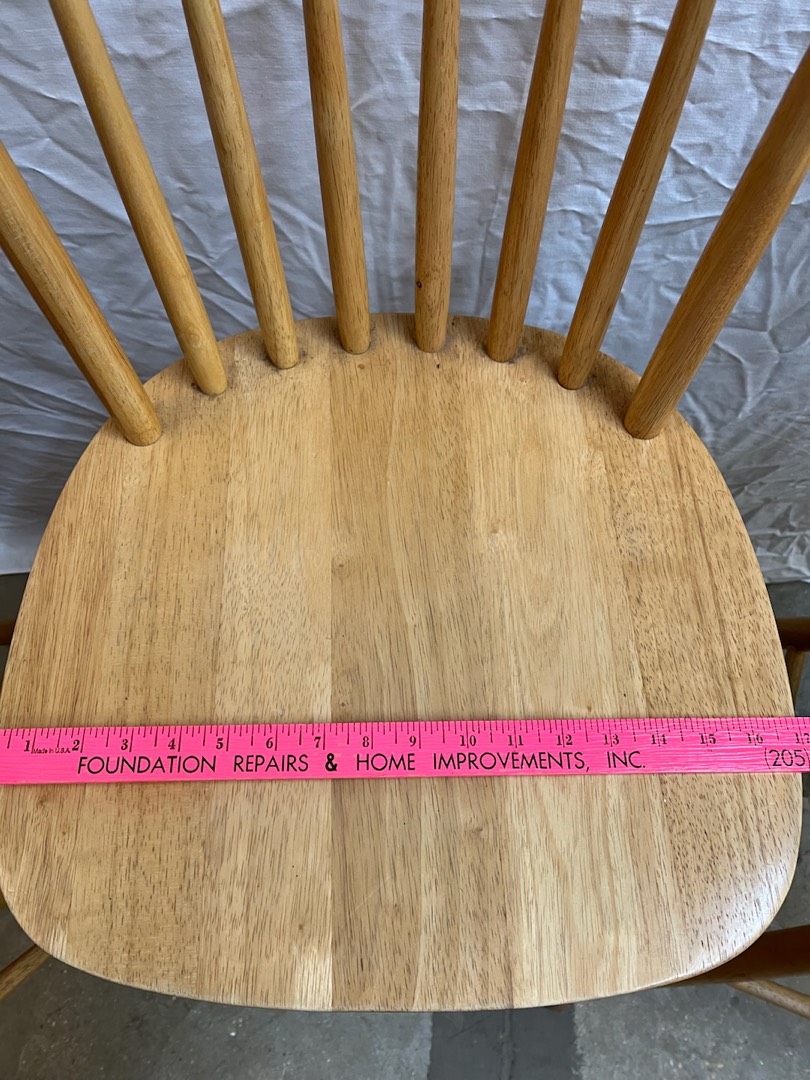 1 Made in U.S.A. 2 3 4 5 6 7 8 9 10 11 12 13 14 15 16 17
FOUNDATION REPAIRS & HOME IMPROVEMENTS, INC. (205)